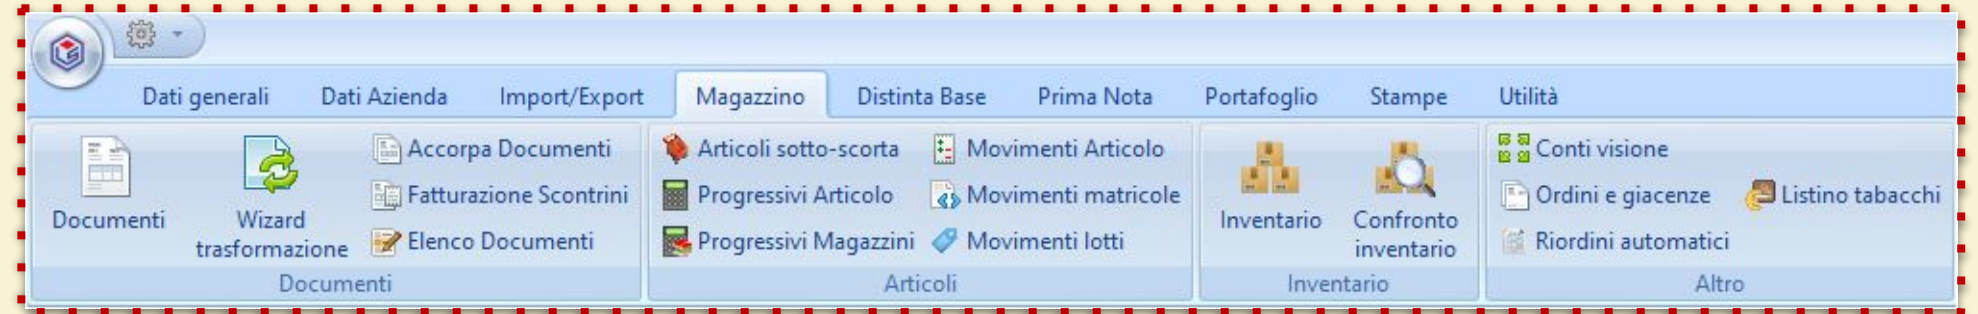 Dati generali Dati Azienda Import/Export Magazzino Distinta Base Prima Nota Portafoglio Stampe Utilità
Documenti
Wizard
trasformazione
Accorpa Documenti
Fatturazione Scontrini
Elenco Documenti
Documenti
Articoli sotto-scorta
Progressivi Articolo
Progressivi Magazzini
Movimenti Articolo
Movimenti matricole
Movimenti lotti
Articoli
Inventario
Confronto
inventario
Inventario
Conti visione
Ordini e giacenze
Riordini automatici
Listino tabacchi
Altro